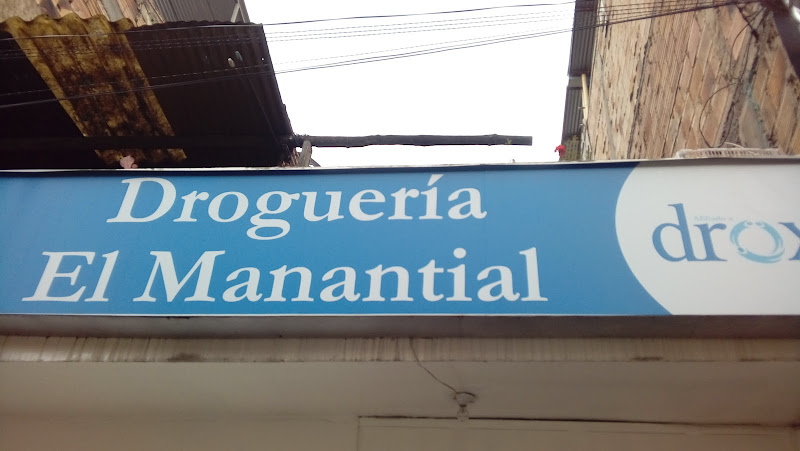 Droguería
El Manantial
drox